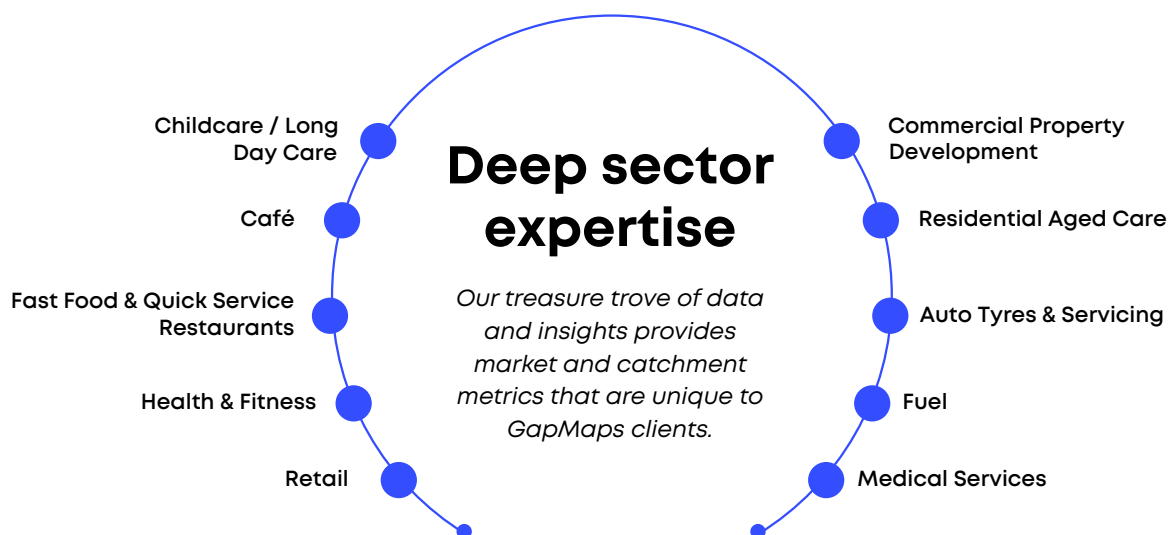 Childcare / Long
Day Care
Café
Fast Food & Quick Service
Restaurants
Health & Fitness
Retail
Deep sector
expertise
Our treasure trove of data
and insights provides
market and catchment
metrics that are unique to
GapMaps clients.
Commercial Property
Development
Residential Aged Care
Auto Tyres & Servicing
Fuel
Medical Services